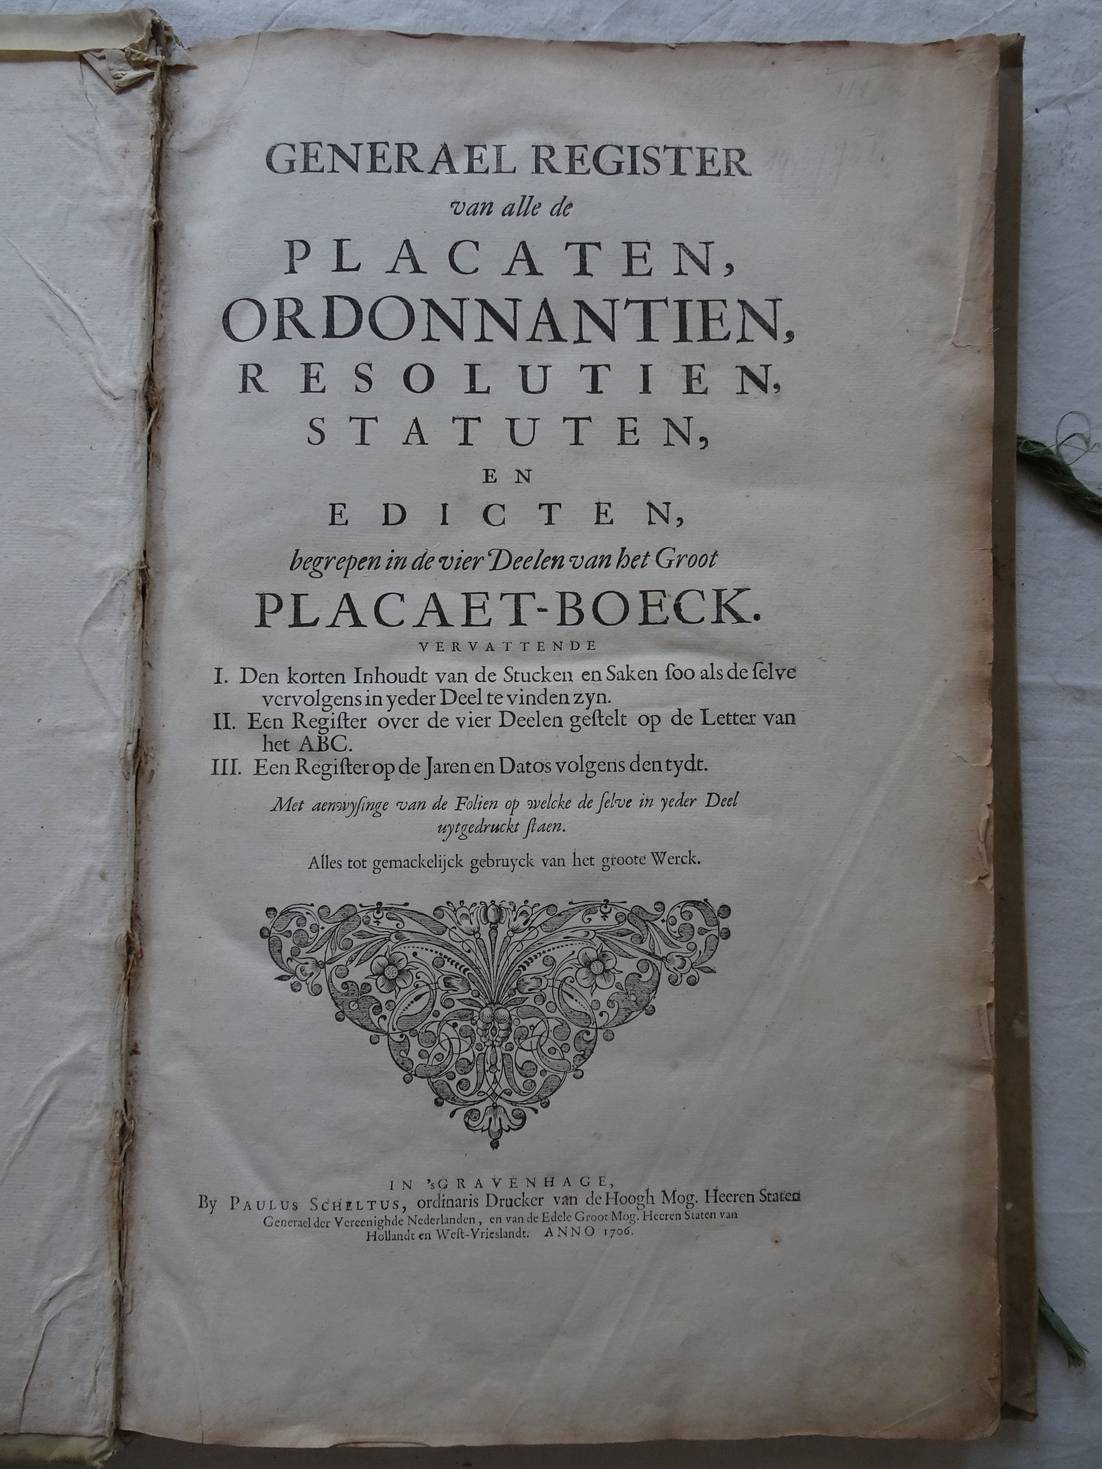 GENERAEL REGISTER
van alle de
PLACATEN,
ORDONNANTIEN,
RESOLUTIEN,
STATUTEN,
EN
EDICTEN,
begrepen in de vier Deelen van het Groot
PLACAET-BOECK.
VERVATTENDE
I. Den korten Inhoudt van de Stucken en Saken ſoo als de ſelve
vervolgens in yeder Deel te vinden zyn.
II. Een Regiſter over de vier Deelen geſtelt op de Letter van
het ABC.
III. Een Regiſter op de Jaren en Datos volgens den tydt.
Met aenwyſinge van de Folien op welcke de ſelve in yeder Deel
uytgedruckt ſtaen.
Alles tot gemackelijck gebruyck van het groote Werck.
IN 'sGRAVENHAGE,
By PAULUS SCHELTUS, ordinaris Drucker van de Hoogh Mog. Heeren Staten
Generael der Vereenighde Nederlanden, en van de Edele Groot Mog. Heeren Staten van
Hollandt en Weſt-Vrieslandt. ANNO 1706.